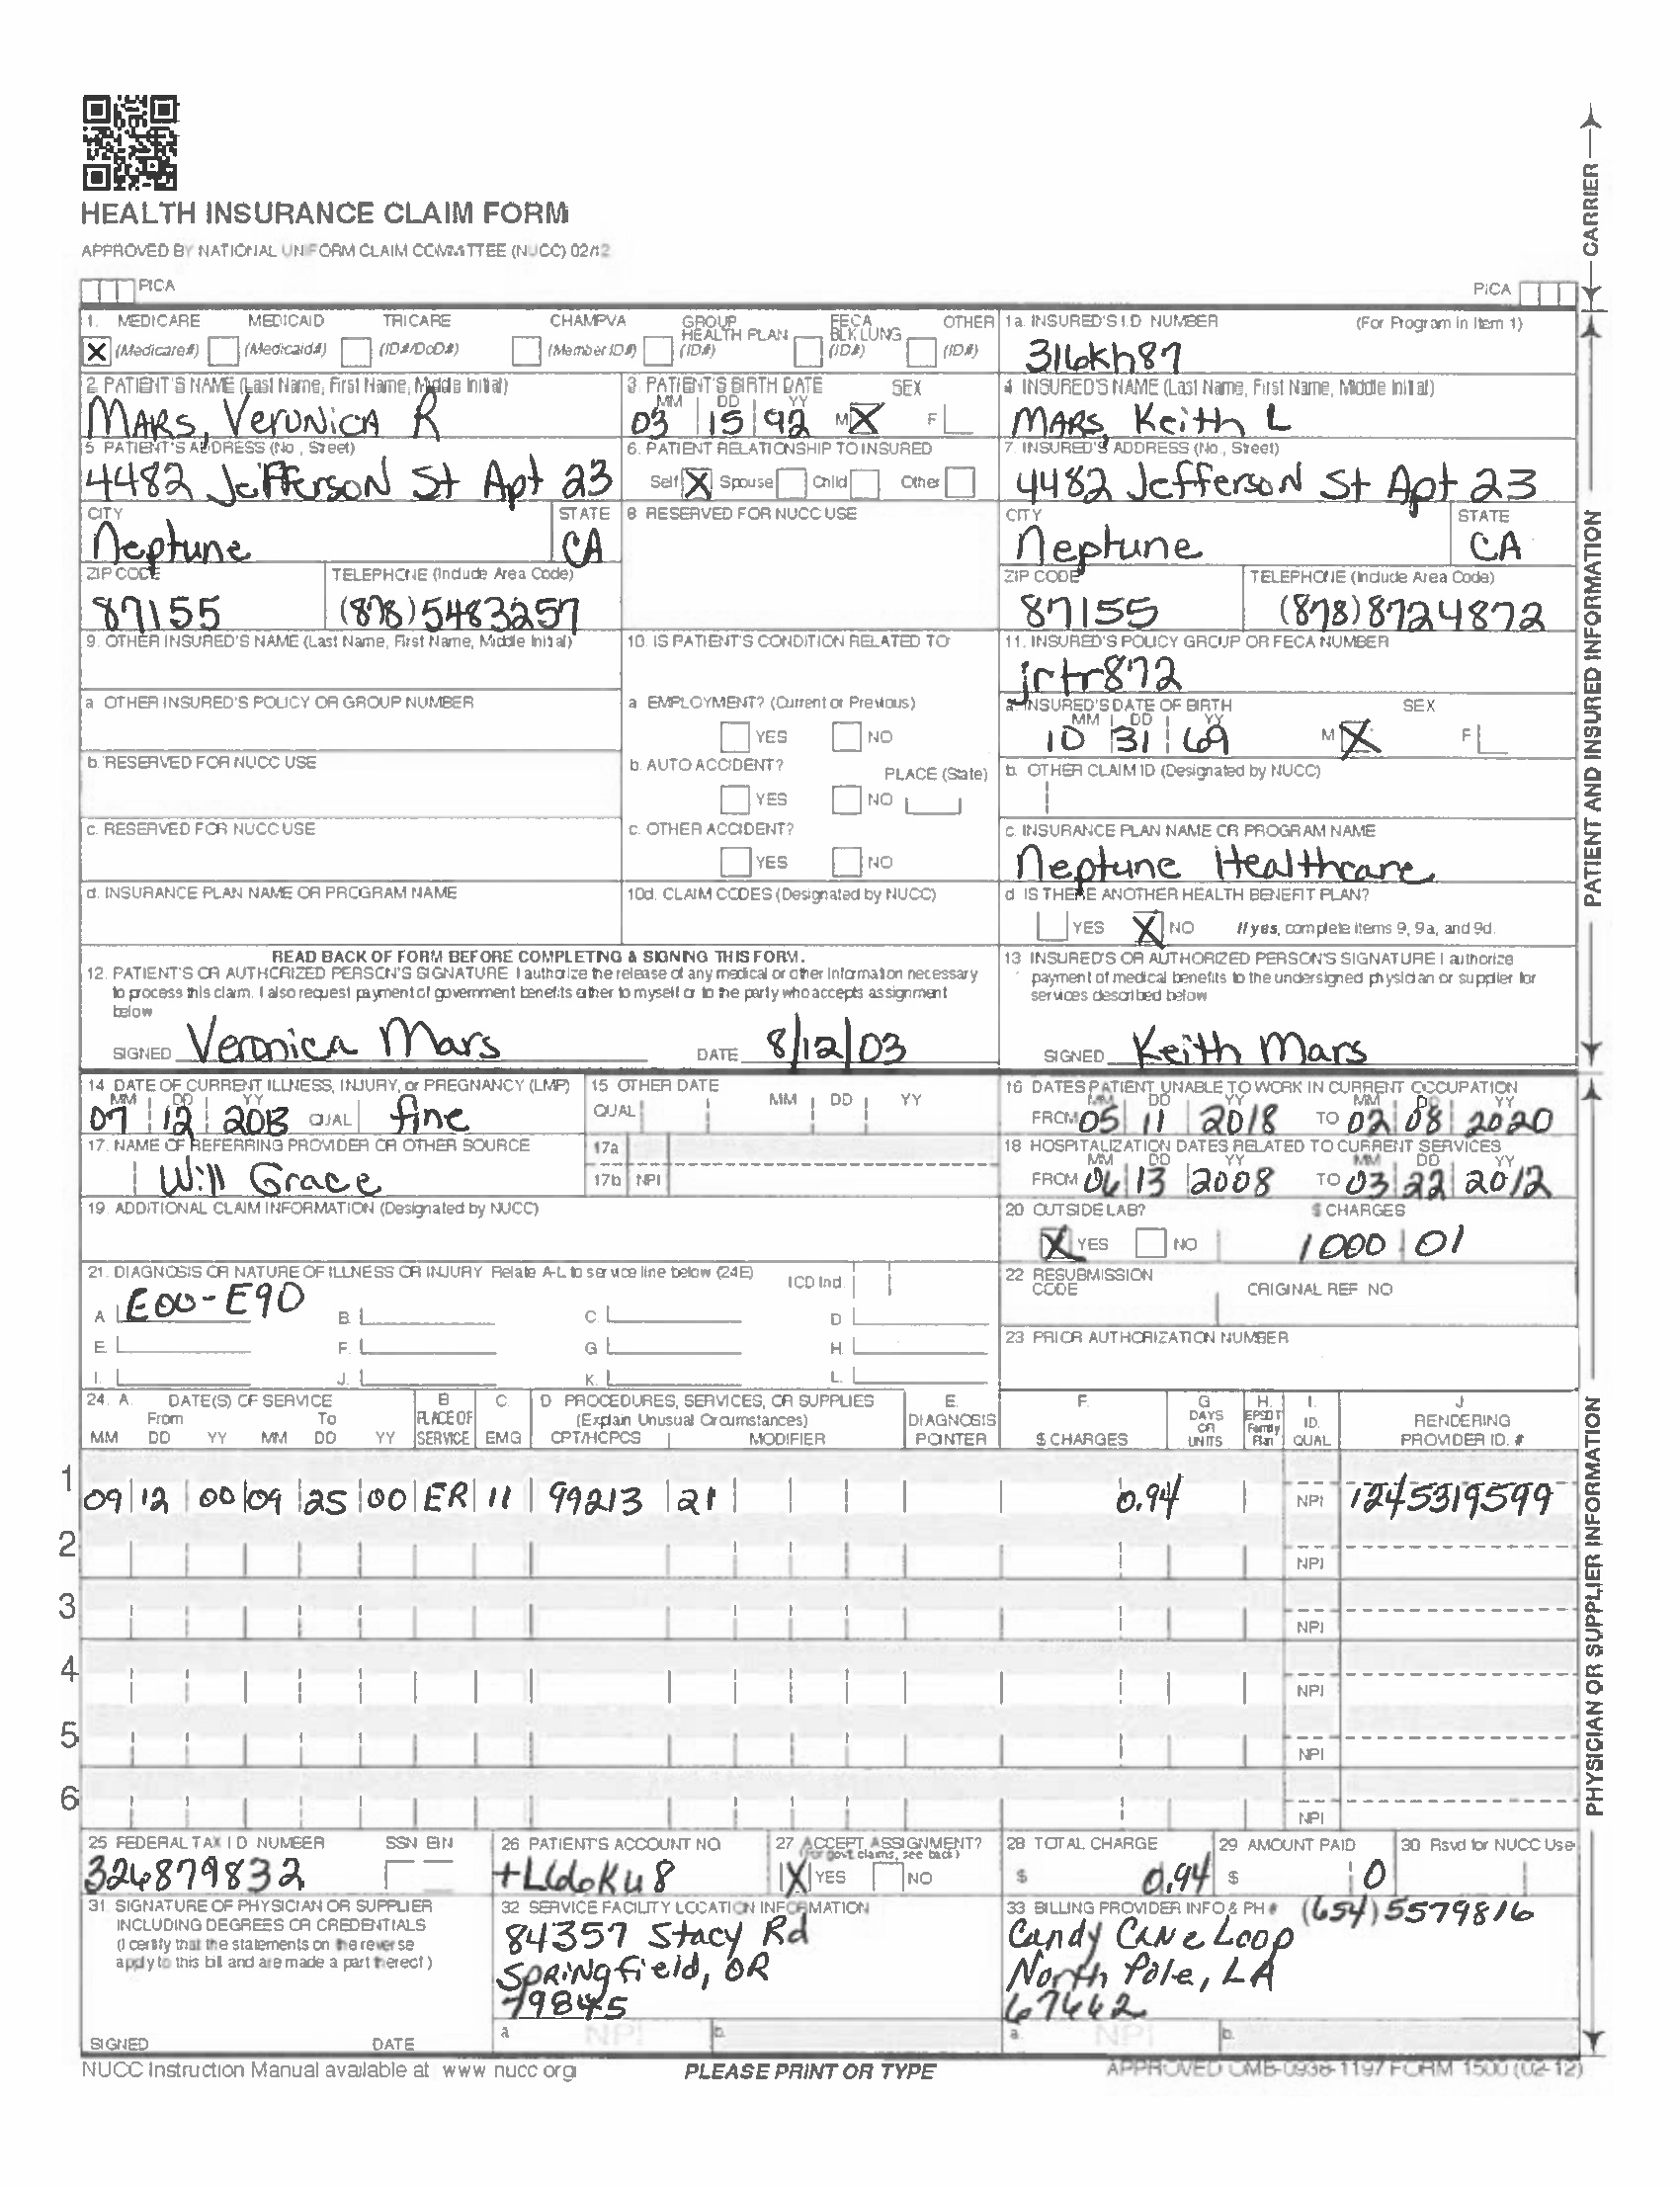 HEALTH INSURANCE CLAIM FORM
APPROVED BY NATIONAL UNIFORM CLAIM COMMITTEE (NUCC) 02/12
PICA
PICA
CARRIER
1. MEDICARE MEDICAID TRICARE CHAMPVA GROUP HEALTH PLAN FECA BLK LUNG OTHER
X (Medicare#) (Medicaid#) (ID#/DoD#) (Member ID#) (ID#) (ID#) (ID#)
1a. INSURED'S I.D. NUMBER (For Program in Item 1)
316kh87
2. PATIENT'S NAME (Last Name, First Name, Middle Initial)
MARS, Veronica R
3. PATIENT'S BIRTH DATE SEX
MM DD YY
03 15 92 M X F
4. INSURED'S NAME (Last Name, First Name, Middle Initial)
MARS, Keith L
5. PATIENT'S ADDRESS (No., Street)
4482 Jefferson St Apt 23
6. PATIENT RELATIONSHIP TO INSURED
Self X Spouse Child Other
7. INSURED'S ADDRESS (No., Street)
4482 Jefferson St Apt 23
CITY STATE
Neptune CA
8. RESERVED FOR NUCC USE
CITY STATE
Neptune CA
ZIP CODE TELEPHONE (Include Area Code)
87155 (878)5483257
ZIP CODE TELEPHONE (Include Area Code)
87155 (878)8724872
9. OTHER INSURED'S NAME (Last Name, First Name, Middle Initial)
10. IS PATIENT'S CONDITION RELATED TO
11. INSURED'S POLICY GROUP OR FECA NUMBER
jrtr872
a. OTHER INSURED'S POLICY OR GROUP NUMBER
a. EMPLOYMENT? (Current or Previous)
YES NO
a. INSURED'S DATE OF BIRTH SEX
MM DD YY
10 31 69 M X F
b. RESERVED FOR NUCC USE
b. AUTO ACCIDENT? PLACE (State)
YES NO
b. OTHER CLAIM ID (Designated by NUCC)
c. RESERVED FOR NUCC USE
c. OTHER ACCIDENT?
YES NO
c. INSURANCE PLAN NAME OR PROGRAM NAME
Neptune Healthcare
d. INSURANCE PLAN NAME OR PROGRAM NAME
10d. CLAIM CODES (Designated by NUCC)
d. IS THERE ANOTHER HEALTH BENEFIT PLAN?
YES X NO If yes, complete items 9, 9a, and 9d.
READ BACK OF FORM BEFORE COMPLETING & SIGNING THIS FORM.
12. PATIENT'S OR AUTHORIZED PERSON'S SIGNATURE I authorize the release of any medical or other information necessary
to process this claim. I also request payment of government benefits either to myself or to the party who accepts assignment
below
SIGNED Veronica Mars DATE 8/12/03
13. INSURED'S OR AUTHORIZED PERSON'S SIGNATURE I authorize
payment of medical benefits to the undersigned physician or supplier for
services described below
SIGNED Keith Mars
PATIENT AND INSURED INFORMATION
14. DATE OF CURRENT ILLNESS, INJURY, or PREGNANCY (LMP)
MM DD YY
07 12 2013 QUAL fine
15. OTHER DATE
QUAL MM DD YY
16. DATES PATIENT UNABLE TO WORK IN CURRENT OCCUPATION
MM DD YY MM DD YY
FROM 05 11 2018 TO 02 08 2020
17. NAME OF REFERRING PROVIDER OR OTHER SOURCE
Will Grace
17a
17b NPI
18. HOSPITALIZATION DATES RELATED TO CURRENT SERVICES
MM DD YY MM DD YY
FROM 06 13 2008 TO 03 22 2012
19. ADDITIONAL CLAIM INFORMATION (Designated by NUCC)
20. OUTSIDE LAB? $ CHARGES
X YES NO 1000 01
21. DIAGNOSIS OR NATURE OF ILLNESS OR INJURY Relate A-L to service line below (24E) ICD Ind.
A. E00-E90 B. C. D.
E. F. G. H.
I. J. K. L.
22. RESUBMISSION CODE ORIGINAL REF. NO.
23. PRIOR AUTHORIZATION NUMBER
24. A. DATE(S) OF SERVICE B. C. D. PROCEDURES, SERVICES, OR SUPPLIES E. F. G. H. I. J.
From To PLACE OF (Explain Unusual Circumstances) DIAGNOSIS DAYS OR EPSDT Family ID. RENDERING
MM DD YY MM DD YY SERVICE EMG CPT/HCPCS MODIFIER POINTER $ CHARGES UNITS Plan QUAL. PROVIDER ID. #
1 09 12 00 09 25 00 ER 11 99213 21 0.94 NPI 1245319599
2 NPI
3 NPI
4 NPI
5 NPI
6 NPI
25. FEDERAL TAX I.D. NUMBER SSN EIN
326879832
26. PATIENT'S ACCOUNT NO.
+L66Ku8
27. ACCEPT ASSIGNMENT?
(For govt. claims, see back)
X YES NO
28. TOTAL CHARGE
$ 0.94
29. AMOUNT PAID
$ 0
30. Rsvd for NUCC Use
31. SIGNATURE OF PHYSICIAN OR SUPPLIER
INCLUDING DEGREES OR CREDENTIALS
(I certify that the statements on the reverse
apply to this bill and are made a part thereof.)
SIGNED DATE
32. SERVICE FACILITY LOCATION INFORMATION
84357 Stacy Rd
Springfield, OR
79845
a. NPI b.
33. BILLING PROVIDER INFO & PH # (654)5579816
Candy Cane Loop
North Pole, LA
67442
a. NPI b.
PHYSICIAN OR SUPPLIER INFORMATION
NUCC Instruction Manual available at: www.nucc.org
PLEASE PRINT OR TYPE
APPROVED OMB-0938-1197 FORM 1500 (02-12)